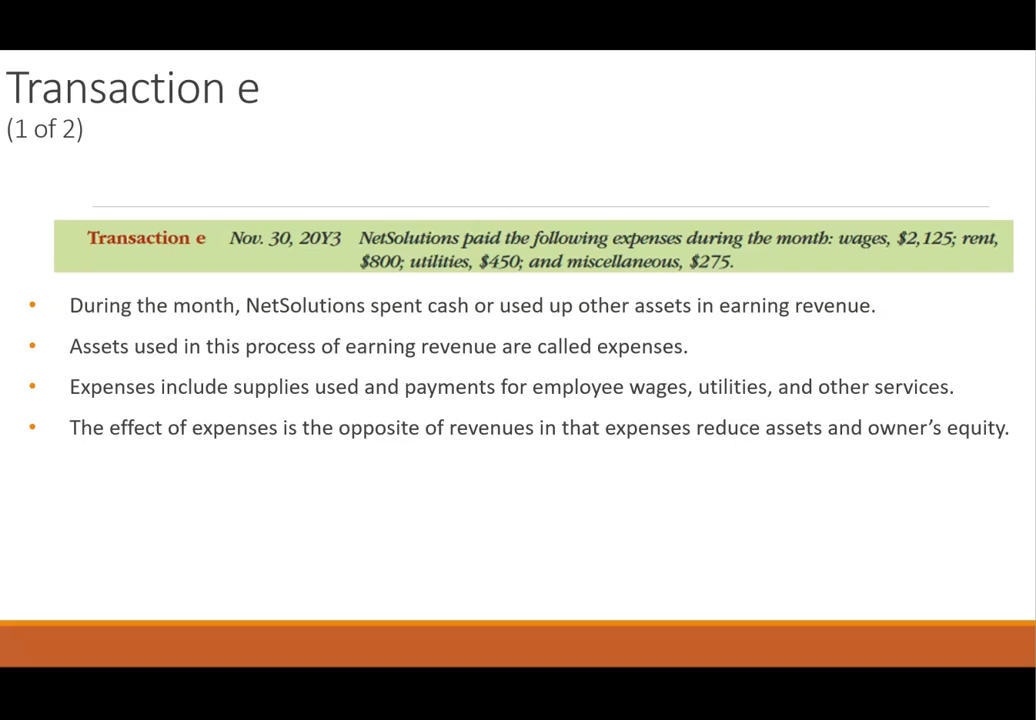 Transaction e
(1 of 2)
Transaction e Nov. 30, 20Y3 NetSolutions paid the following expenses during the month: wages, $2,125; rent,
$800; utilities, $450; and miscellaneous, $275.
• During the month, NetSolutions spent cash or used up other assets in earning revenue.
• Assets used in this process of earning revenue are called expenses.
• Expenses include supplies used and payments for employee wages, utilities, and other services.
• The effect of expenses is the opposite of revenues in that expenses reduce assets and owner’s equity.